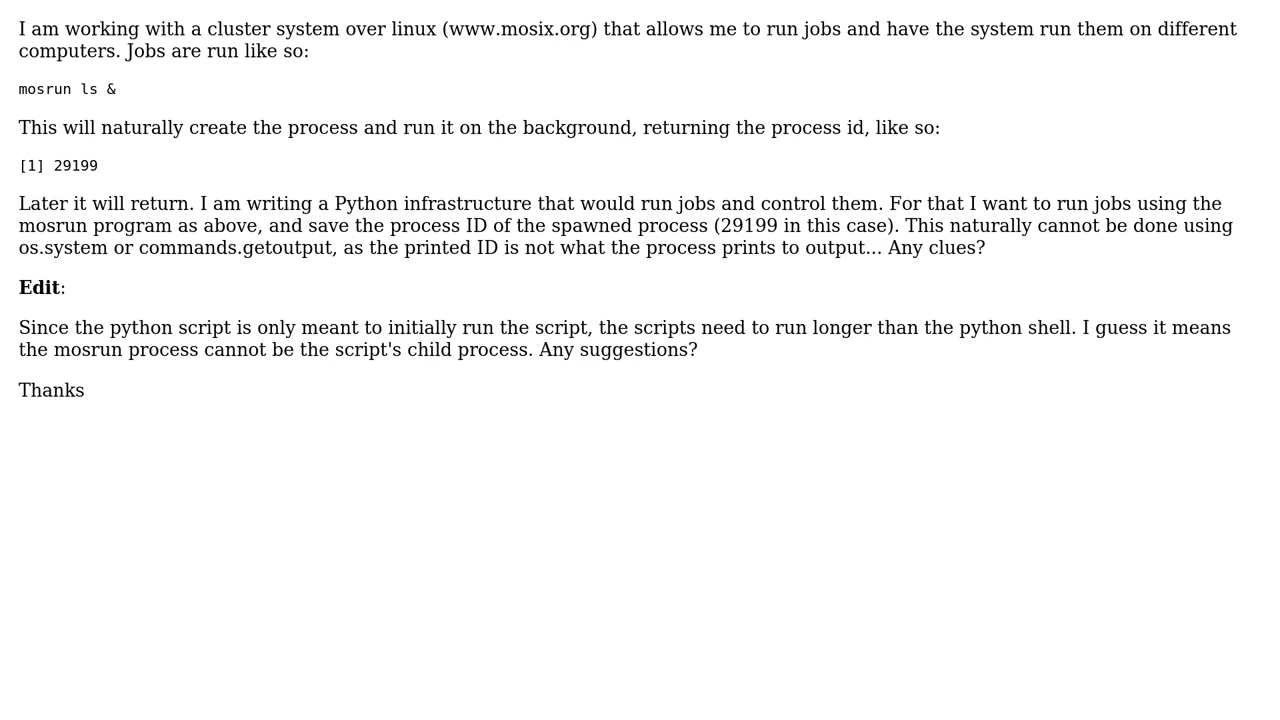 I am working with a cluster system over linux (www.mosix.org) that allows me to run jobs and have the system run them on different
computers. Jobs are run like so:
mosrun ls &
This will naturally create the process and run it on the background, returning the process id, like so:
[1] 29199
Later it will return. I am writing a Python infrastructure that would run jobs and control them. For that I want to run jobs using the
mosrun program as above, and save the process ID of the spawned process (29199 in this case). This naturally cannot be done using
os.system or commands.getoutput, as the printed ID is not what the process prints to output... Any clues?
Edit:
Since the python script is only meant to initially run the script, the scripts need to run longer than the python shell. I guess it means
the mosrun process cannot be the script's child process. Any suggestions?
Thanks